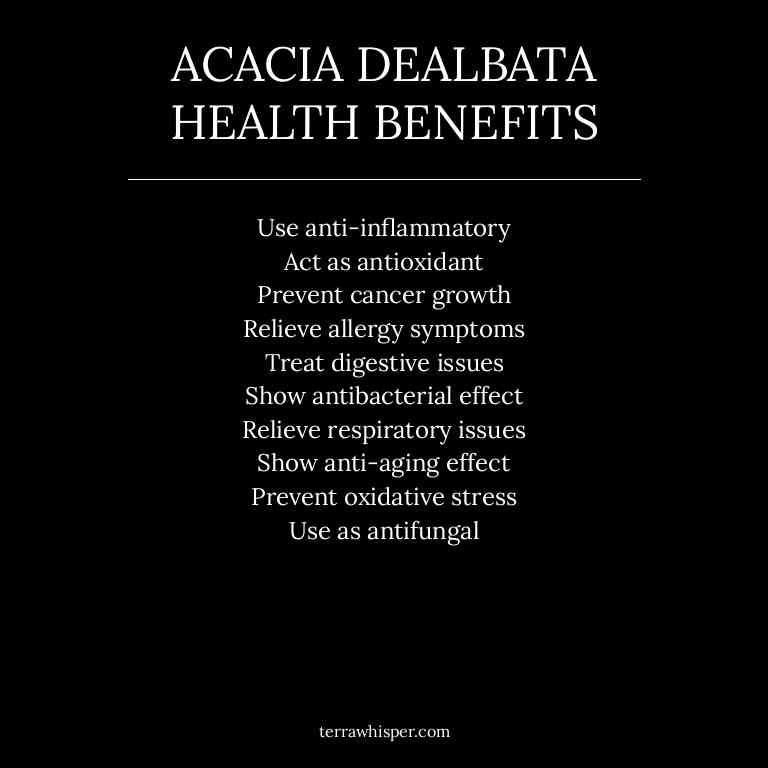 ACACIA DEALBATA
HEALTH BENEFITS
Use anti-inflammatory
Act as antioxidant
Prevent cancer growth
Relieve allergy symptoms
Treat digestive issues
Show antibacterial effect
Relieve respiratory issues
Show anti-aging effect
Prevent oxidative stress
Use as antifungal
terrawhisper.com